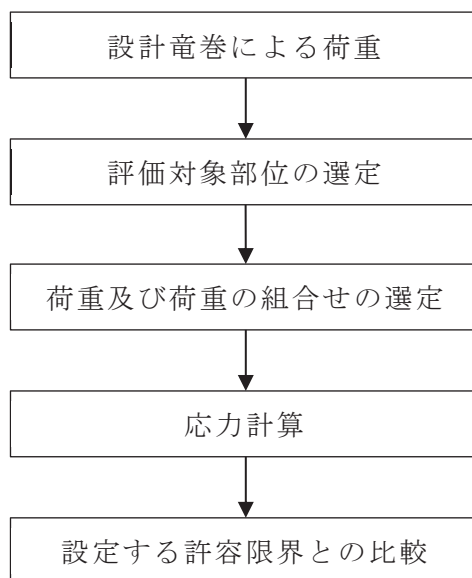 設計竜巻による荷重
評価対象部位の選定
荷重及び荷重の組合せの選定
応力計算
設定する許容限界との比較